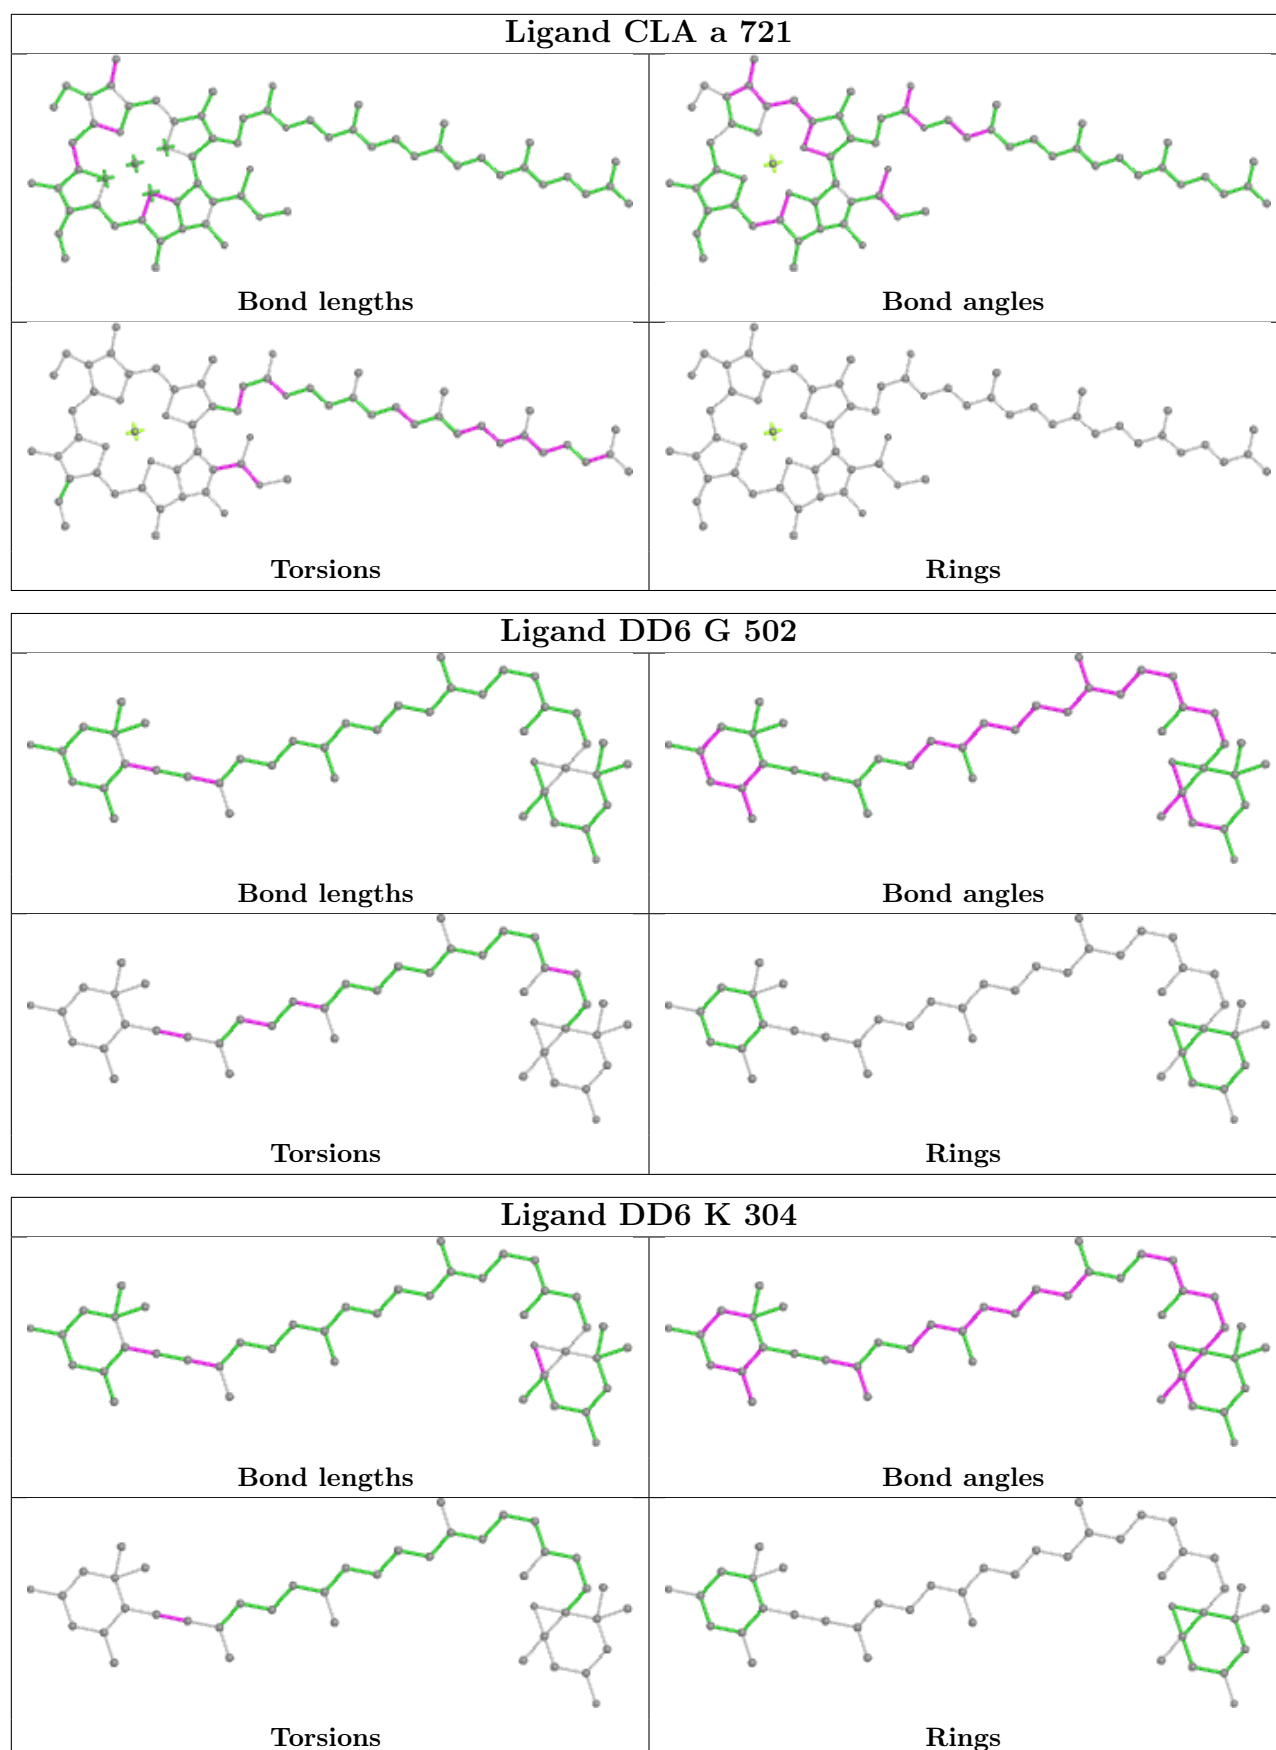 Ligand CLA a 721
Bond lengths
Bond angles
Torsions
Rings
Ligand DD6 G 502
Bond lengths
Bond angles
Torsions
Rings
Ligand DD6 K 304
Bond lengths
Bond angles
Torsions
Rings